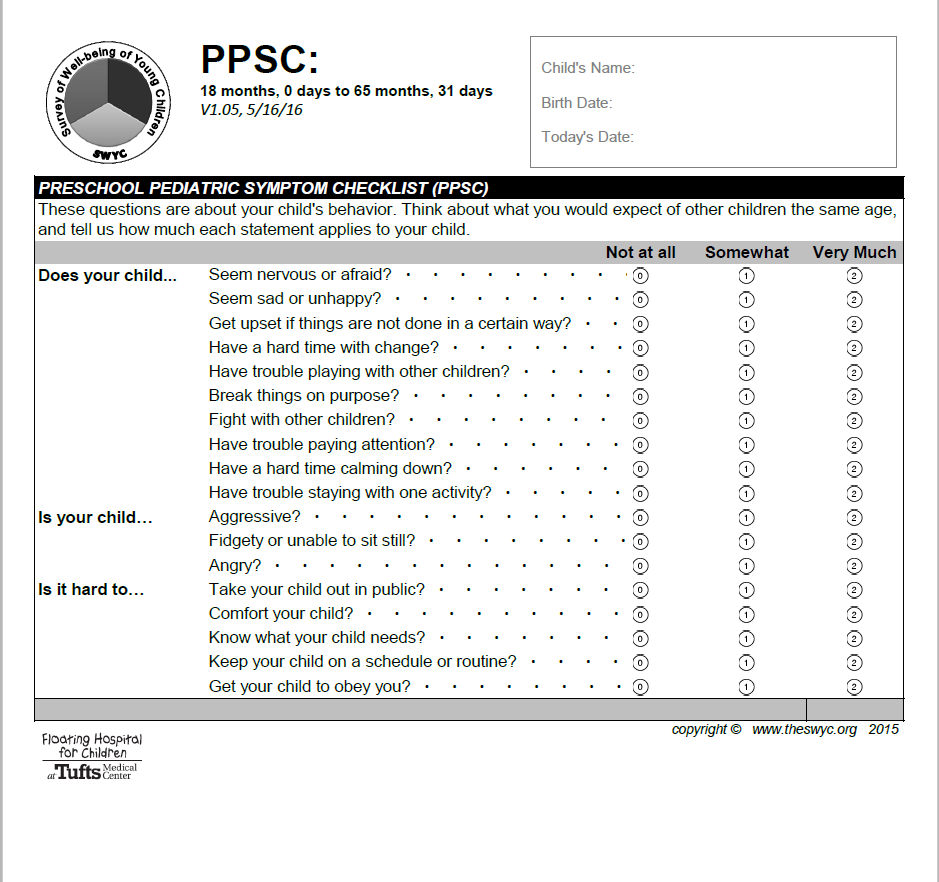 Survey of Well-being of Young Children
SWYC
PPSC:
18 months, 0 days to 65 months, 31 days
V1.05, 5/16/16
Child's Name:
Birth Date:
Today's Date:
PRESCHOOL PEDIATRIC SYMPTOM CHECKLIST (PPSC)
These questions are about your child's behavior. Think about what you would expect of other children the same age,
and tell us how much each statement applies to your child.
Not at all Somewhat Very Much
Does your child... Seem nervous or afraid? · · · · · · · · · 0 1 2
Seem sad or unhappy? · · · · · · · · · 0 1 2
Get upset if things are not done in a certain way? · · 0 1 2
Have a hard time with change? · · · · · · · 0 1 2
Have trouble playing with other children? · · · · 0 1 2
Break things on purpose? · · · · · · · · 0 1 2
Fight with other children? · · · · · · · · 0 1 2
Have trouble paying attention? · · · · · · · 0 1 2
Have a hard time calming down? · · · · · · 0 1 2
Have trouble staying with one activity? · · · · · 0 1 2
Is your child… Aggressive? · · · · · · · · · · · · 0 1 2
Fidgety or unable to sit still? · · · · · · · · 0 1 2
Angry? · · · · · · · · · · · · · 0 1 2
Is it hard to… Take your child out in public? · · · · · · · 0 1 2
Comfort your child? · · · · · · · · · · 0 1 2
Know what your child needs? · · · · · · · 0 1 2
Keep your child on a schedule or routine? · · · · 0 1 2
Get your child to obey you? · · · · · · · · 0 1 2
copyright © www.theswyc.org 2015
Floating Hospital
for Children
at Tufts Medical Center